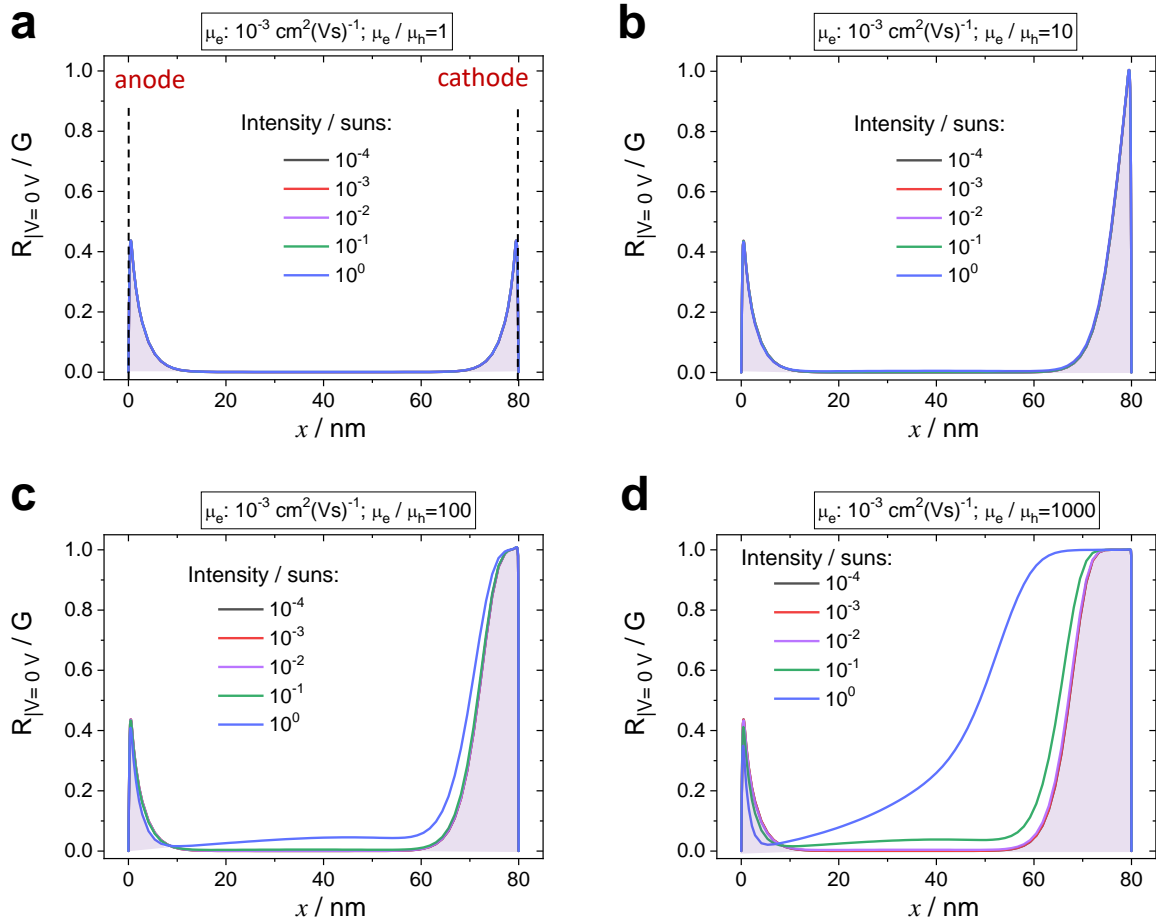 a
μe: 10⁻³ cm²(Vs)⁻¹; μe / μh=1
anode
cathode
Intensity / suns:
10⁻⁴
10⁻³
10⁻²
10⁻¹
10⁰
R|V= 0 V / G
0.0
0.2
0.4
0.6
0.8
1.0
0 20 40 60 80
x / nm
b
μe: 10⁻³ cm²(Vs)⁻¹; μe / μh=10
Intensity / suns:
10⁻⁴
10⁻³
10⁻²
10⁻¹
10⁰
R|V= 0 V / G
0.0
0.2
0.4
0.6
0.8
1.0
0 20 40 60 80
x / nm
c
μe: 10⁻³ cm²(Vs)⁻¹; μe / μh=100
Intensity / suns:
10⁻⁴
10⁻³
10⁻²
10⁻¹
10⁰
R|V= 0 V / G
0.0
0.2
0.4
0.6
0.8
1.0
0 20 40 60 80
x / nm
d
μe: 10⁻³ cm²(Vs)⁻¹; μe / μh=1000
Intensity / suns:
10⁻⁴
10⁻³
10⁻²
10⁻¹
10⁰
R|V= 0 V / G
0.0
0.2
0.4
0.6
0.8
1.0
0 20 40 60 80
x / nm